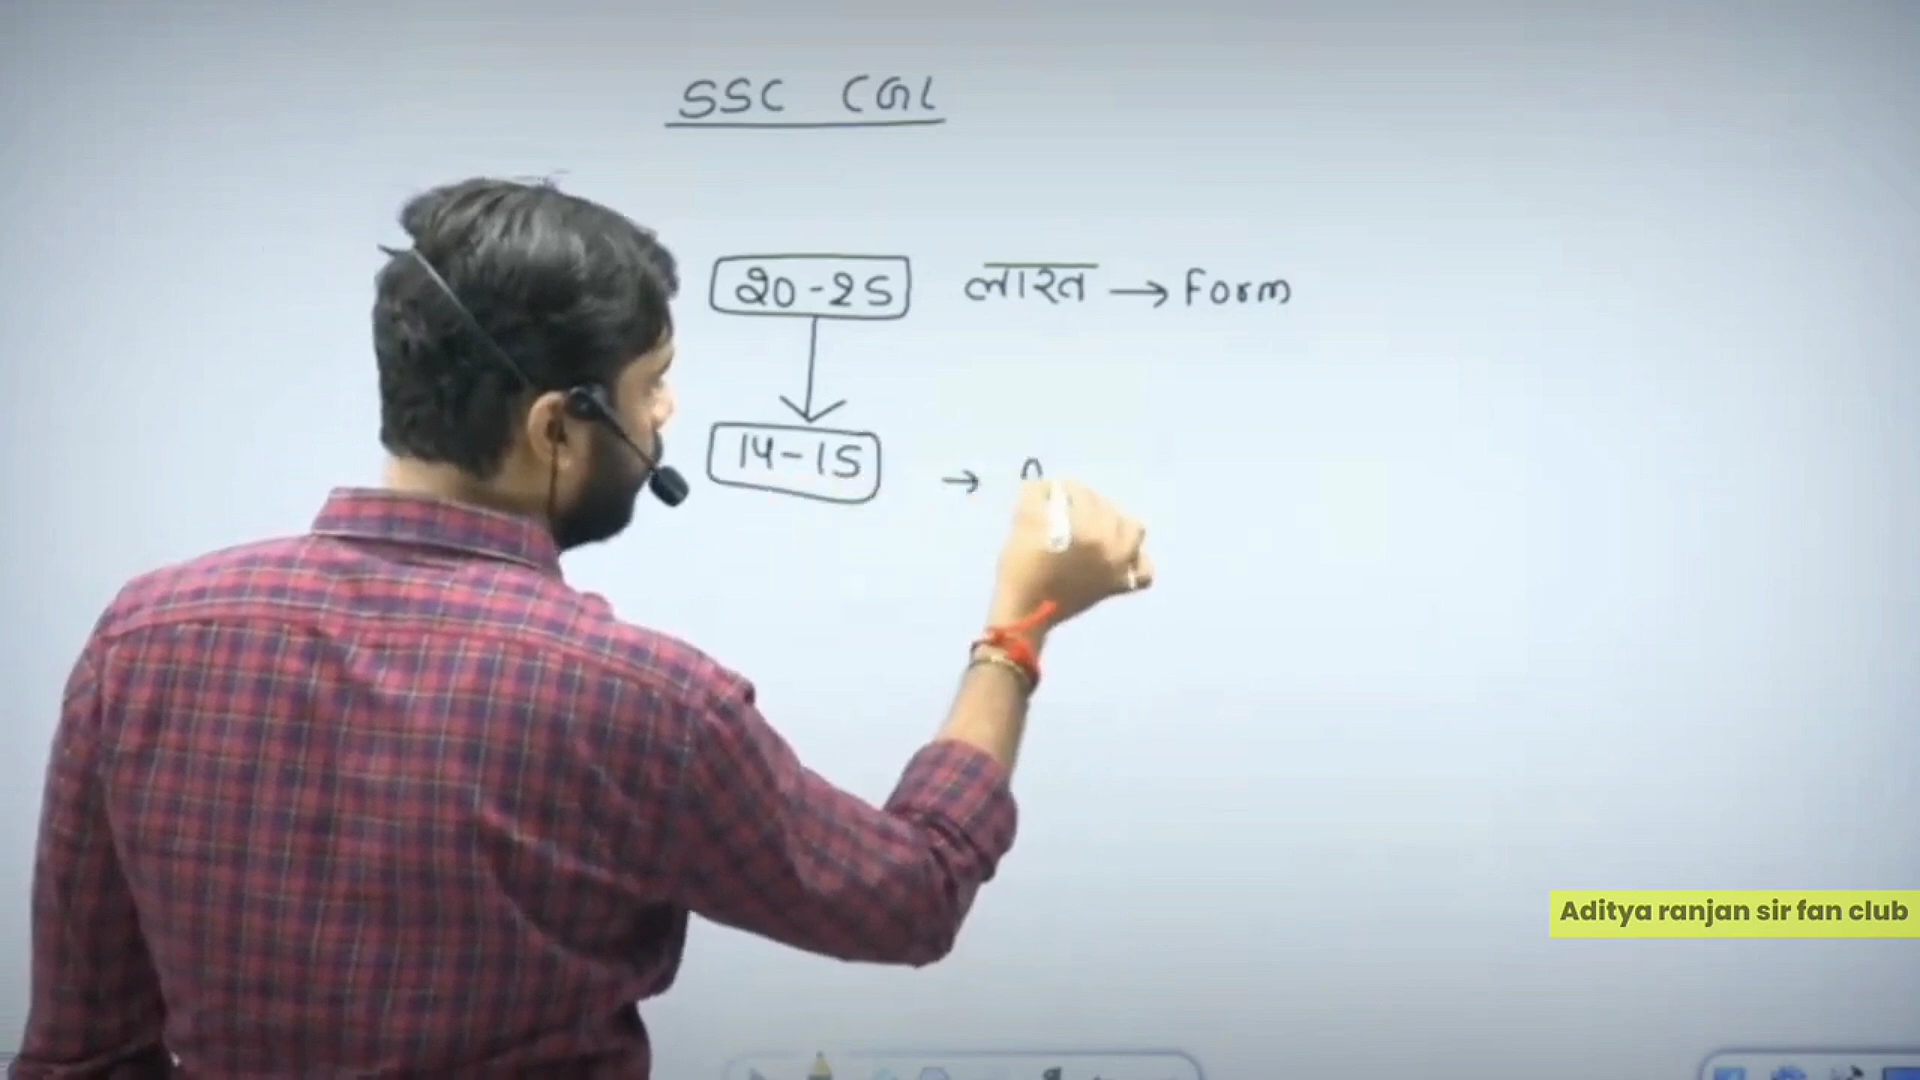 SSC CGL
20-25 लाख → Form
14-15 →
Aditya ranjan sir fan club